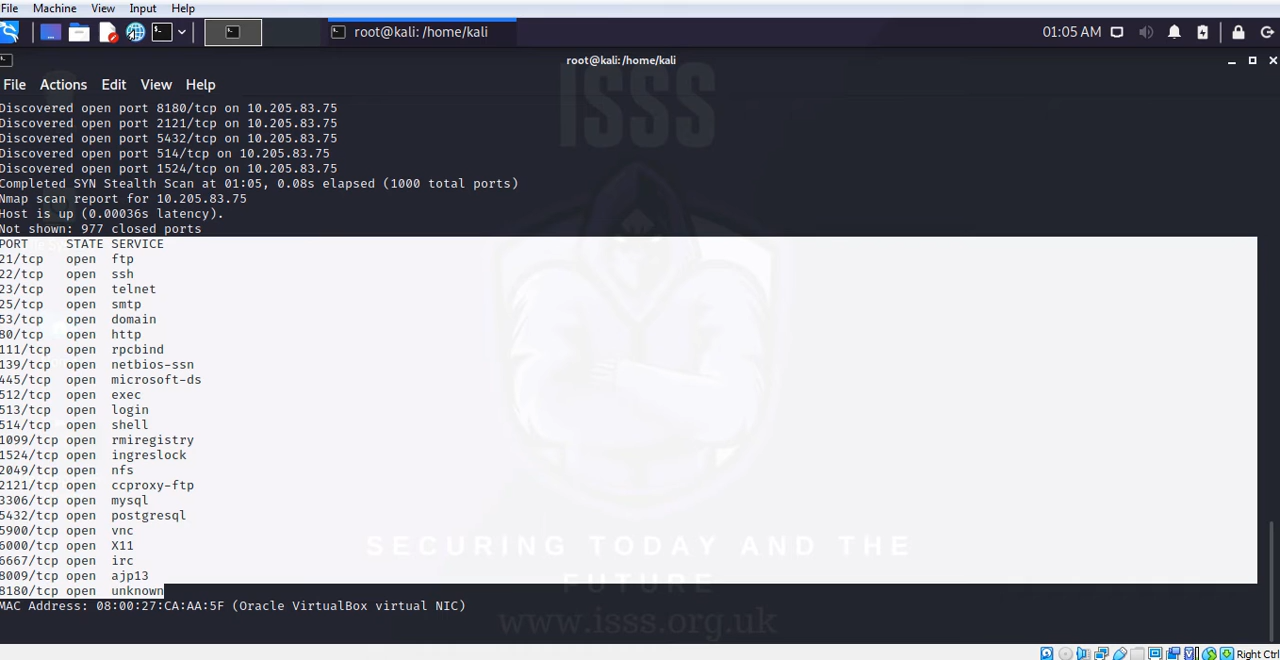 File Machine View Input Help
root@kali: /home/kali 01:05 AM
root@kali: /home/kali
File Actions Edit View Help
Discovered open port 8180/tcp on 10.205.83.75
Discovered open port 2121/tcp on 10.205.83.75
Discovered open port 5432/tcp on 10.205.83.75
Discovered open port 514/tcp on 10.205.83.75
Discovered open port 1524/tcp on 10.205.83.75
Completed SYN Stealth Scan at 01:05, 0.08s elapsed (1000 total ports)
Nmap scan report for 10.205.83.75
Host is up (0.00036s latency).
Not shown: 977 closed ports
PORT STATE SERVICE
21/tcp open ftp
22/tcp open ssh
23/tcp open telnet
25/tcp open smtp
53/tcp open domain
80/tcp open http
111/tcp open rpcbind
139/tcp open netbios-ssn
445/tcp open microsoft-ds
512/tcp open exec
513/tcp open login
514/tcp open shell
1099/tcp open rmiregistry
1524/tcp open ingreslock
2049/tcp open nfs
2121/tcp open ccproxy-ftp
3306/tcp open mysql
5432/tcp open postgresql
5900/tcp open vnc
6000/tcp open X11
6667/tcp open irc
8009/tcp open ajp13
8180/tcp open unknown
MAC Address: 08:00:27:CA:AA:5F (Oracle VirtualBox virtual NIC)
ISSS
SECURING TODAY AND THE
FUTURE
www.isss.org.uk
Right Ctrl